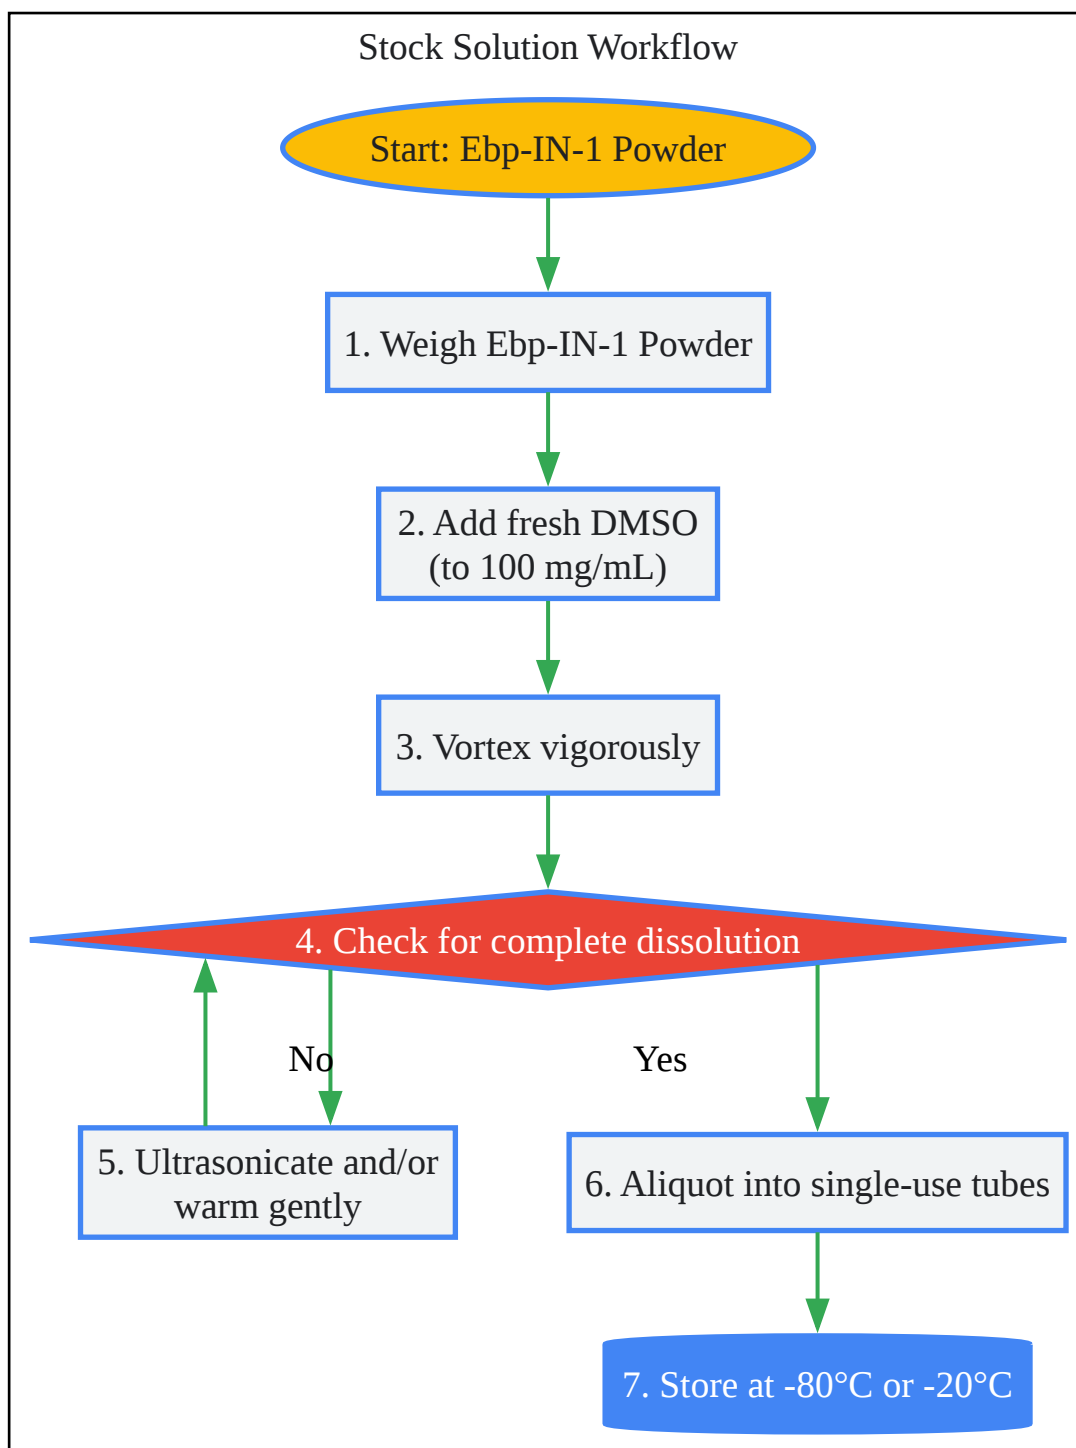 Stock Solution Workflow
Start: Ebp-IN-1 Powder
1. Weigh Ebp-IN-1 Powder
2. Add fresh DMSO
(to 100 mg/mL)
3. Vortex vigorously
4. Check for complete dissolution
No
Yes
5. Ultrasonicate and/or
warm gently
6. Aliquot into single-use tubes
7. Store at -80°C or -20°C